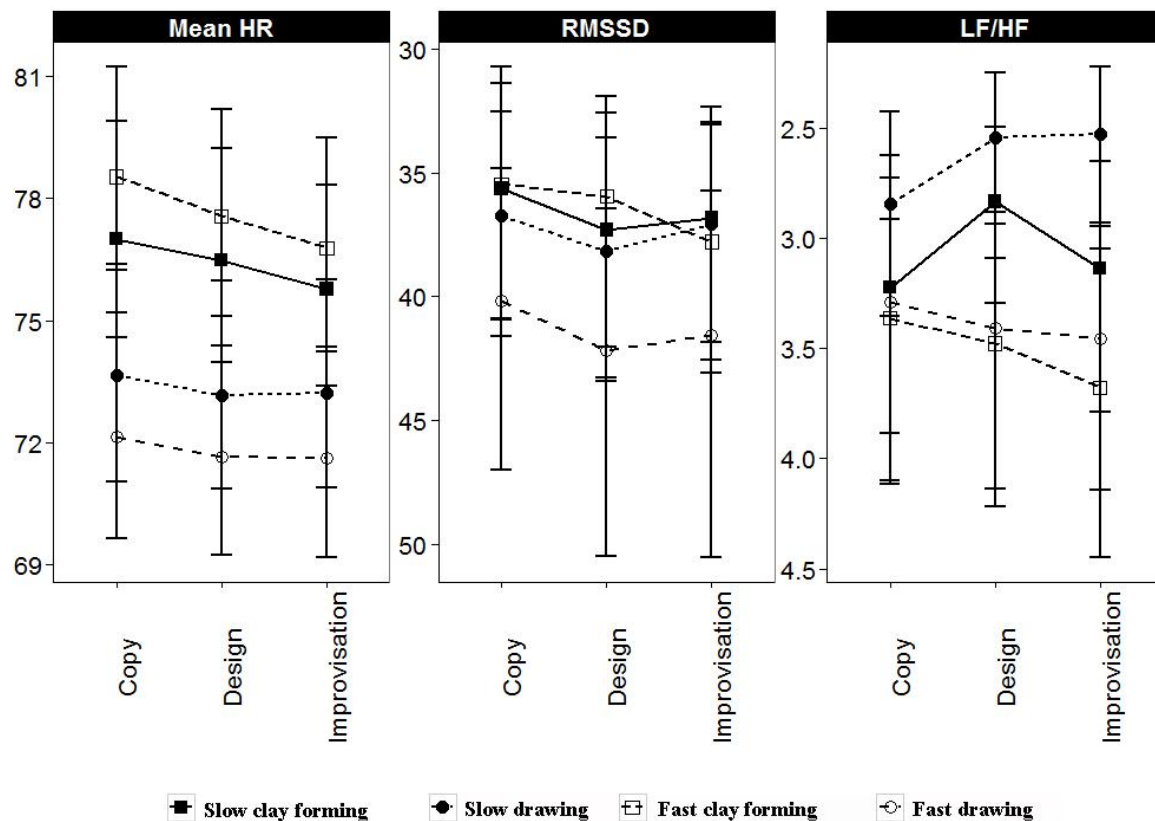 Mean HR
RMSSD
LF/HF
81
78
75
72
69
30
35
40
45
50
2.5
3.0
3.5
4.0
4.5
Copy
Design
Improvisation
Copy
Design
Improvisation
Copy
Design
Improvisation
Slow clay forming
Slow drawing
Fast clay forming
Fast drawing